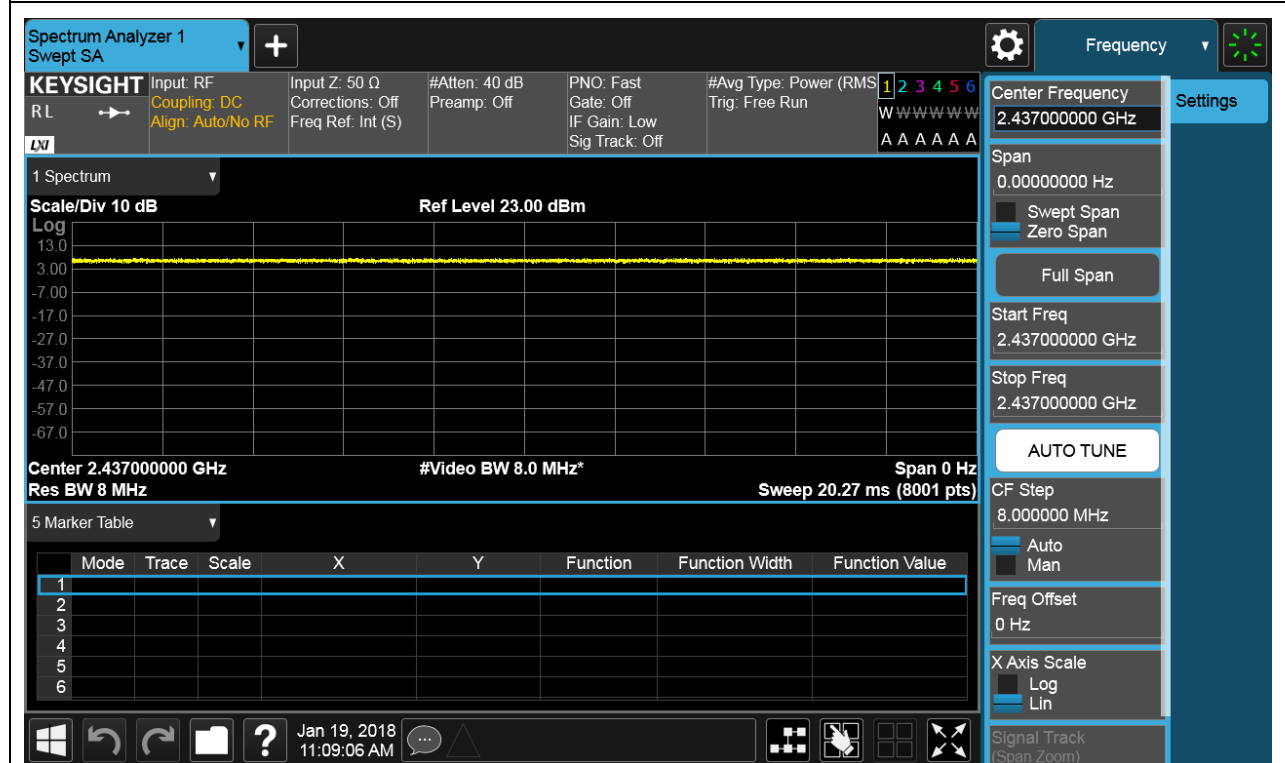 Spectrum Analyzer 1
Swept SA
Frequency
KEYSIGHT
RL
LXI
Input: RF
Coupling: DC
Align: Auto/No RF
Input Z: 50 Ω
Corrections: Off
Freq Ref: Int (S)
#Atten: 40 dB
Preamp: Off
PNO: Fast
Gate: Off
IF Gain: Low
Sig Track: Off
#Avg Type: Power (RMS
Trig: Free Run
1 2 3 4 5 6
W W W W W W
A A A A A A
1 Spectrum
Scale/Div 10 dB
Ref Level 23.00 dBm
Log
13.0
3.00
-7.00
-17.0
-27.0
-37.0
-47.0
-57.0
-67.0
Center 2.437000000 GHz
#Video BW 8.0 MHz*
Span 0 Hz
Res BW 8 MHz
Sweep 20.27 ms (8001 pts)
5 Marker Table
Mode Trace Scale X Y Function Function Width Function Value
1
2
3
4
5
6
Jan 19, 2018
11:09:06 AM
Center Frequency
2.437000000 GHz
Settings
Span
0.00000000 Hz
Swept Span
Zero Span
Full Span
Start Freq
2.437000000 GHz
Stop Freq
2.437000000 GHz
AUTO TUNE
CF Step
8.000000 MHz
Auto
Man
Freq Offset
0 Hz
X Axis Scale
Log
Lin
Signal Track
(Span Zoom)